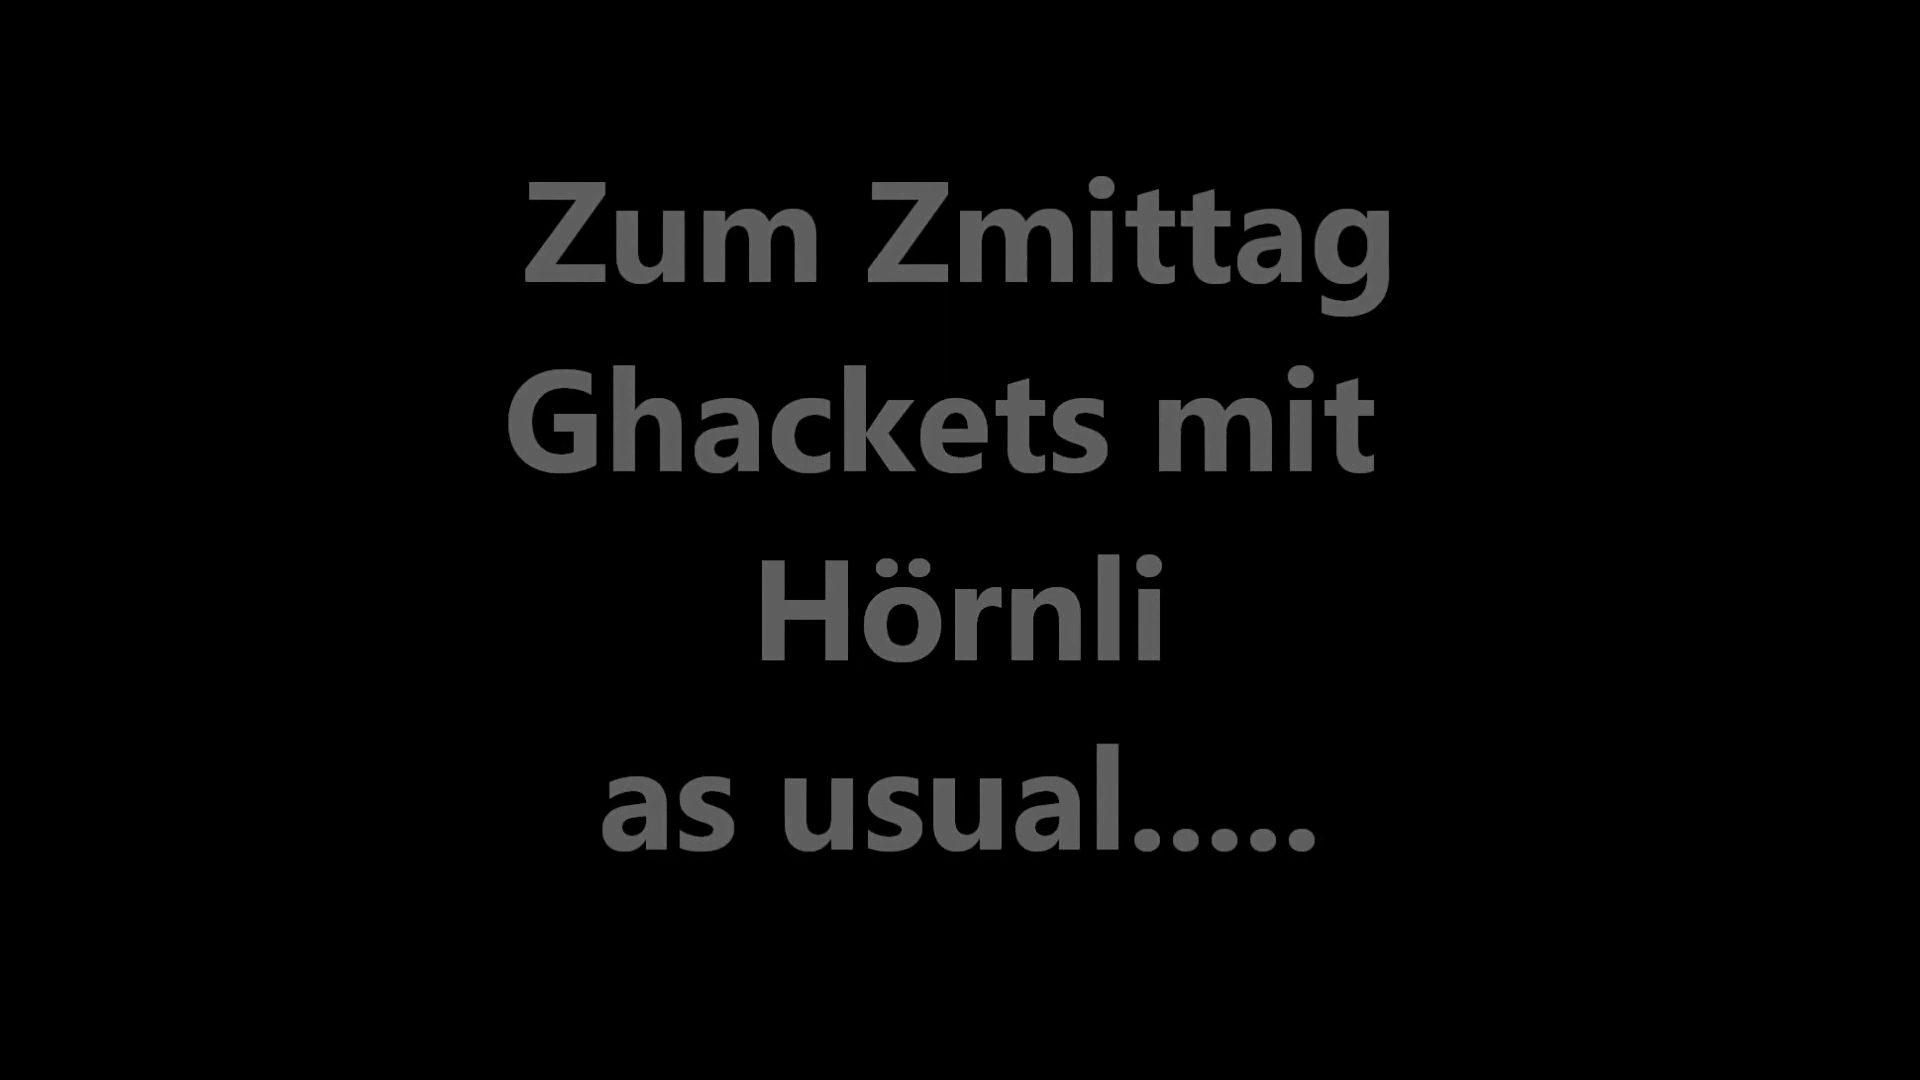 Zum Zmittag
Ghackets mit
Hörnli
as usual.....